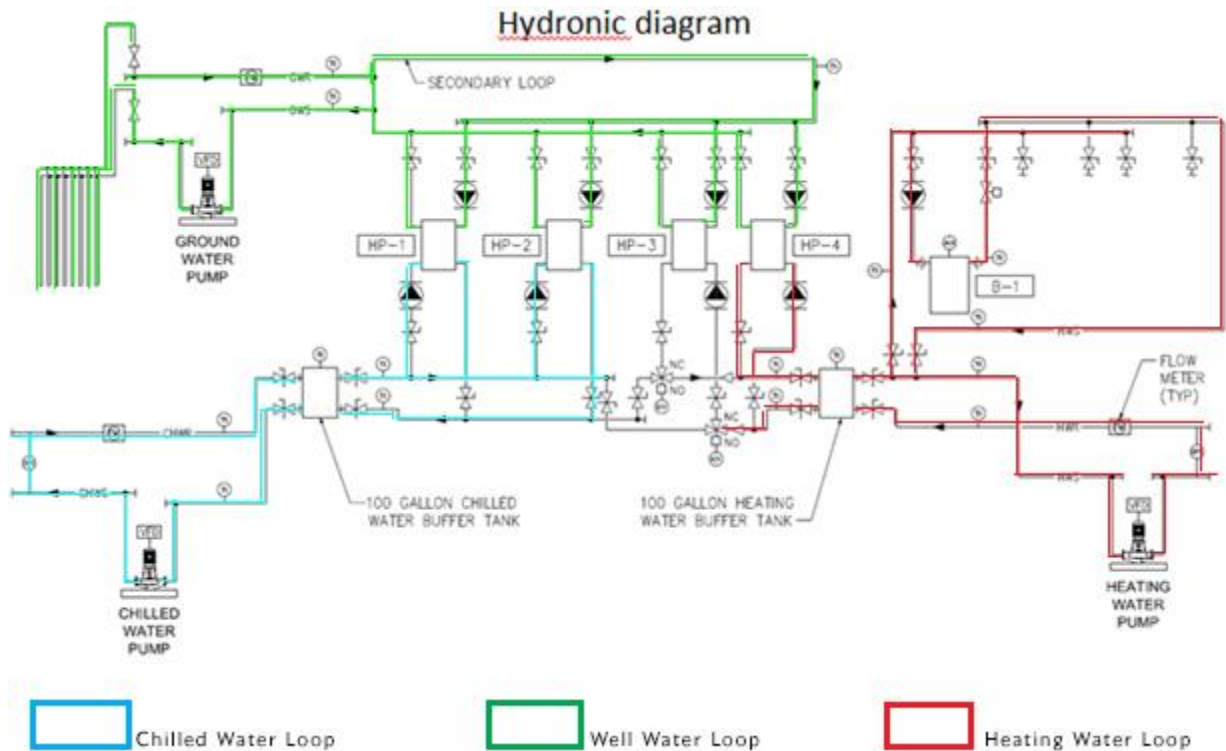 Hydronic diagram
SECONDARY LOOP
GWR
GWS
VFD
GROUND
WATER
PUMP
HP-1
HP-2
HP-3
HP-4
B-1
HWS
NC
NO
NC
NO
FLOW
METER
(TYP)
CHWR
CHWS
HWR
HWS
100 GALLON CHILLED
WATER BUFFER TANK
100 GALLON HEATING
WATER BUFFER TANK
VFD
CHILLED
WATER
PUMP
VFD
HEATING
WATER
PUMP
Chilled Water Loop
Well Water Loop
Heating Water Loop